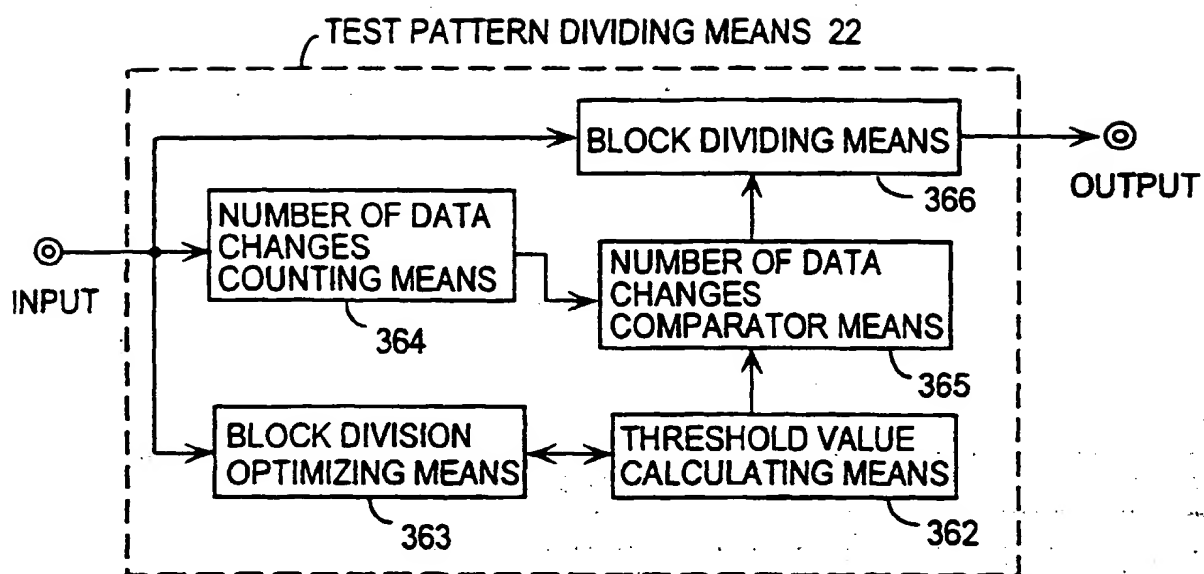 TEST PATTERN DIVIDING MEANS 22
BLOCK DIVIDING MEANS
366
OUTPUT
NUMBER OF DATA
CHANGES
COUNTING MEANS
364
INPUT
NUMBER OF DATA
CHANGES
COMPARATOR MEANS
365
BLOCK DIVISION
OPTIMIZING MEANS
363
THRESHOLD VALUE
CALCULATING MEANS
362